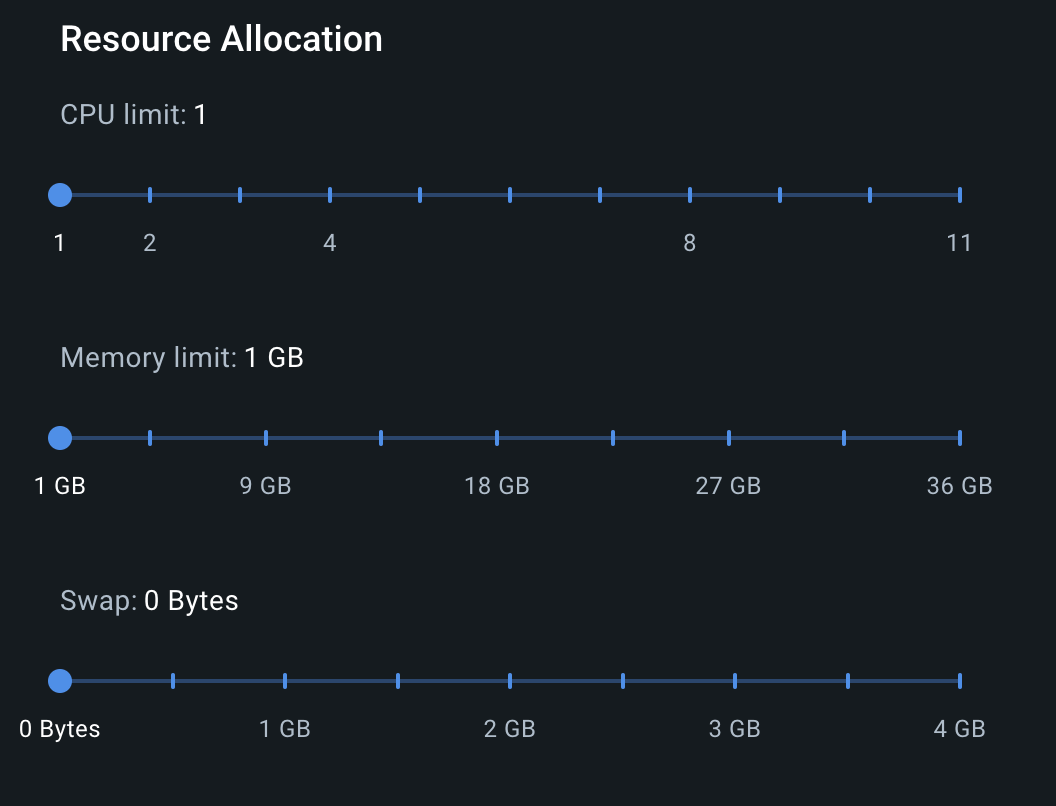 Resource Allocation
CPU limit: 1
1 2 4 8 11
Memory limit: 1 GB
1 GB 9 GB 18 GB 27 GB 36 GB
Swap: 0 Bytes
0 Bytes 1 GB 2 GB 3 GB 4 GB